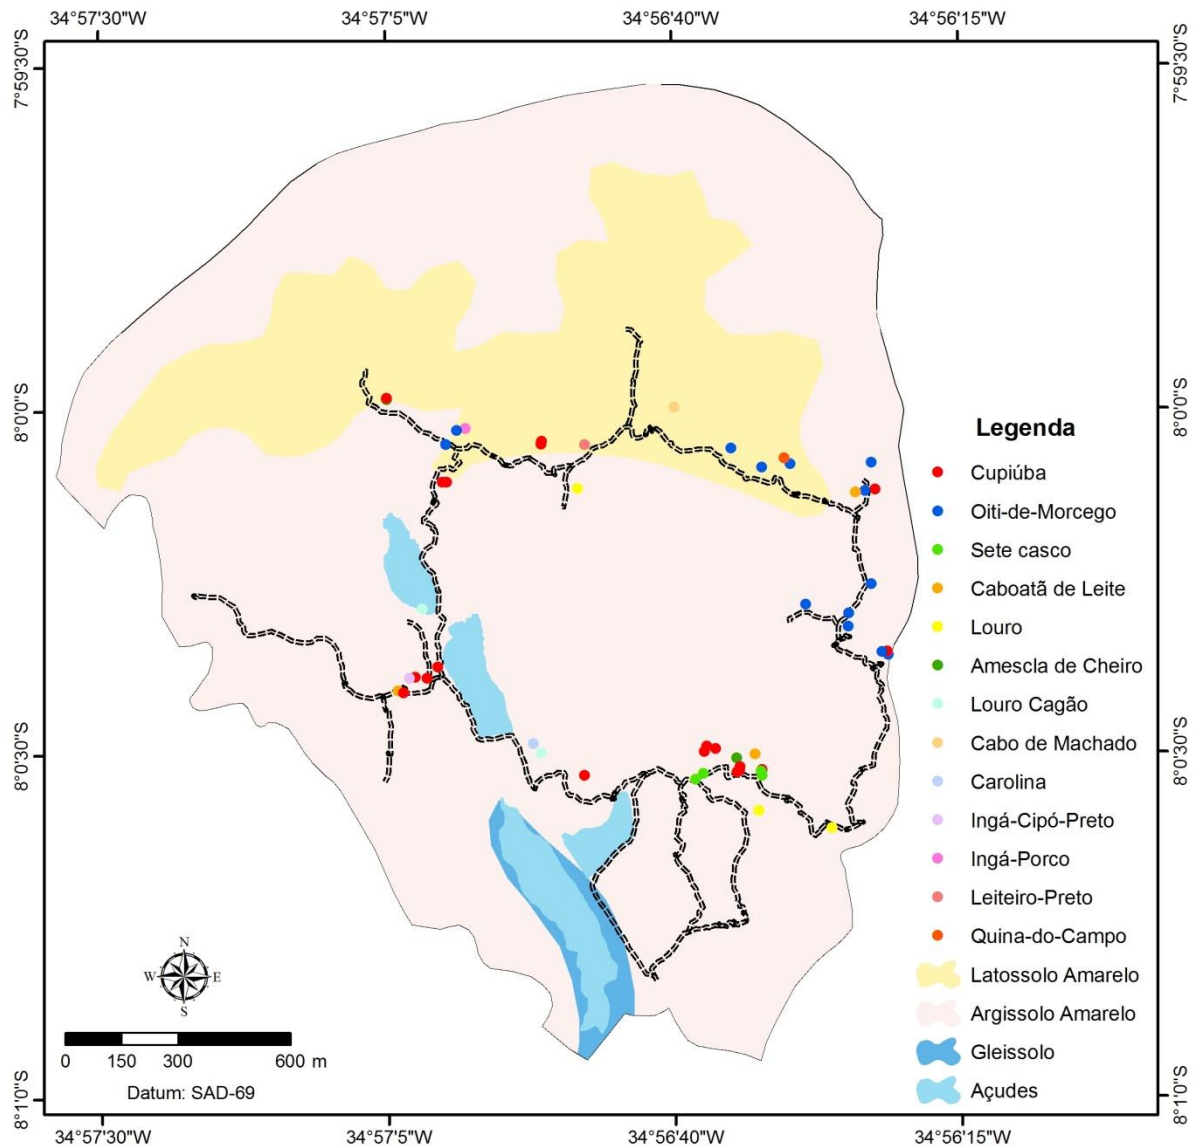 34°57'30"W 34°57'5"W 34°56'40"W 34°56'15"W
7°59'30"S 7°59'30"S
8°0'0"S 8°0'0"S
8°0'30"S 8°0'30"S
8°1'0"S 8°1'0"S
Legenda
Cupiúba
Oiti-de-Morcego
Sete casco
Caboatã de Leite
Louro
Amescla de Cheiro
Louro Cagão
Cabo de Machado
Carolina
Ingá-Cipó-Preto
Ingá-Porco
Leiteiro-Preto
Quina-do-Campo
Latossolo Amarelo
Argissolo Amarelo
Gleissolo
Açudes
N
W E
S
0 150 300 600 m
Datum: SAD-69
34°57'30"W 34°57'5"W 34°56'40"W 34°56'15"W